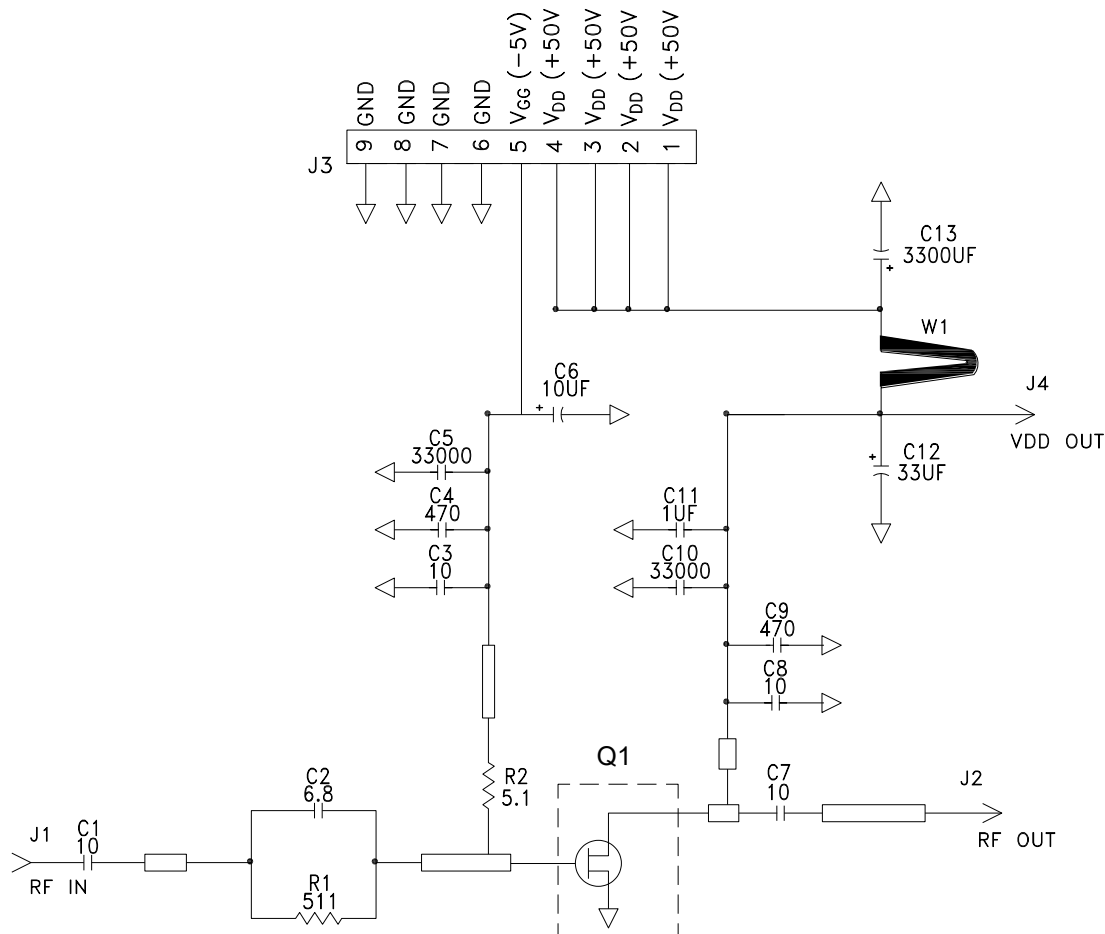 GND
GND
GND
GND
VGG (-5V)
VDD (+50V
VDD (+50V
VDD (+50V
VDD (+50V
9
8
7
6
5
4
3
2
1
J3
C13
3300UF
+
W1
C6
10UF
+
J4
VDD OUT
C5
33000
C12
33UF
+
C4
470
C11
1UF
C3
10
C10
33000
C9
470
C8
10
Q1
R2
5.1
C2
6.8
C7
10
J2
RF OUT
J1
C1
10
RF IN
R1
511